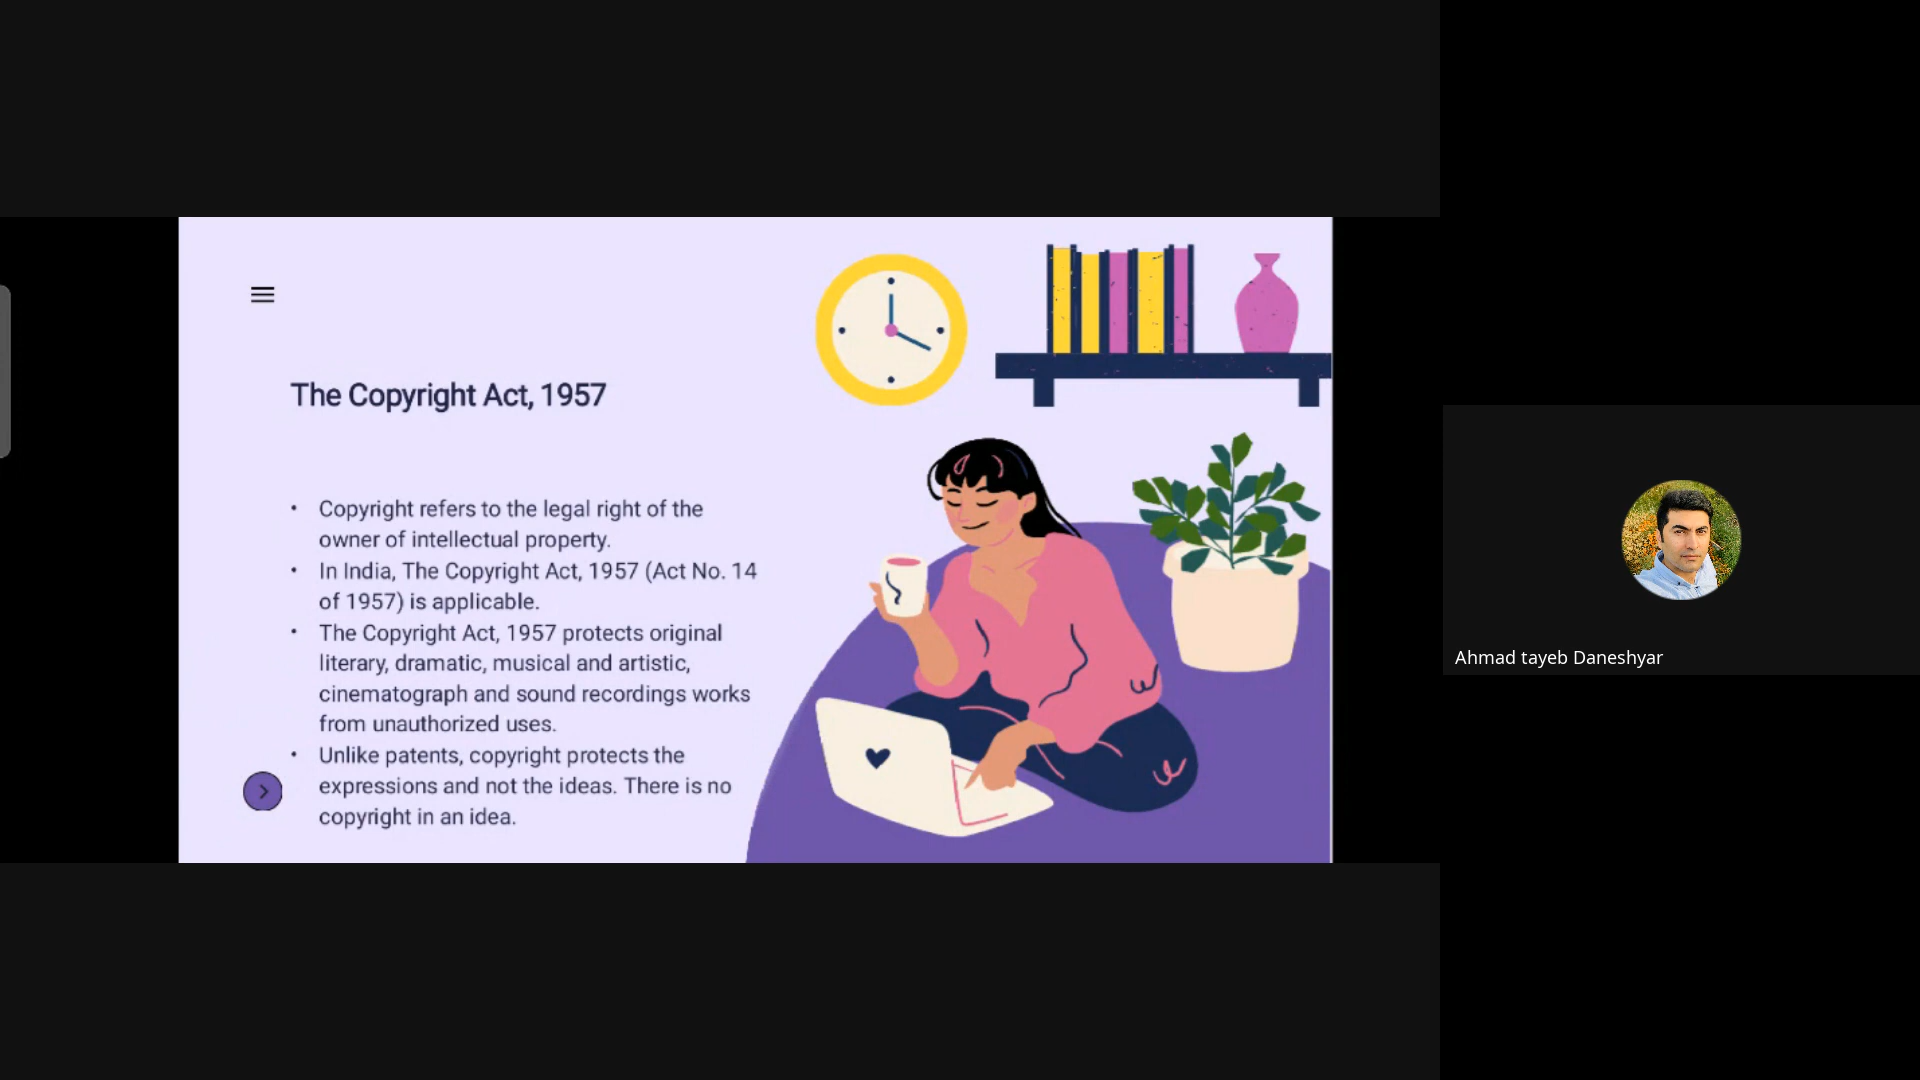 The Copyright Act, 1957
• Copyright refers to the legal right of the
owner of intellectual property.
• In India, The Copyright Act, 1957 (Act No. 14
of 1957) is applicable.
• The Copyright Act, 1957 protects original
literary, dramatic, musical and artistic,
cinematograph and sound recordings works
from unauthorized uses.
• Unlike patents, copyright protects the
expressions and not the ideas. There is no
copyright in an idea.
Ahmad tayeb Daneshyar